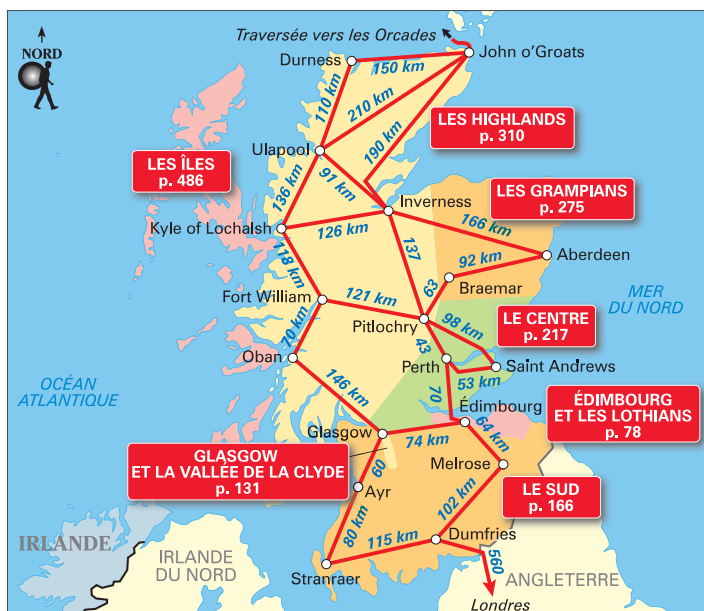 Traversée vers les Orcades
NORD
Durness
John o'Groats
150 km
110 km
210 km
190 km
LES HIGHLANDS
p. 310
Ulapool
LES ÎLES
p. 486
91 km
136 km
LES GRAMPIANS
p. 275
Inverness
166 km
Kyle of Lochalsh
126 km
118 km
137
92 km
Aberdeen
63
Braemar
Fort William
121 km
MER
DU NORD
Pitlochry
98 km
LE CENTRE
p. 217
70 km
43
Oban
Perth
Saint Andrews
53 km
OCÉAN
ATLANTIQUE
146 km
70
Édimbourg
ÉDIMBOURG
ET LES LOTHIANS
p. 78
64 km
Glasgow
74 km
GLASGOW
ET LA VALLÉE DE LA CLYDE
p. 131
60
Melrose
Ayr
LE SUD
p. 166
102 km
80 km
115 km
Dumfries
IRLANDE
IRLANDE
DU NORD
Stranraer
560
ANGLETERRE
Londres